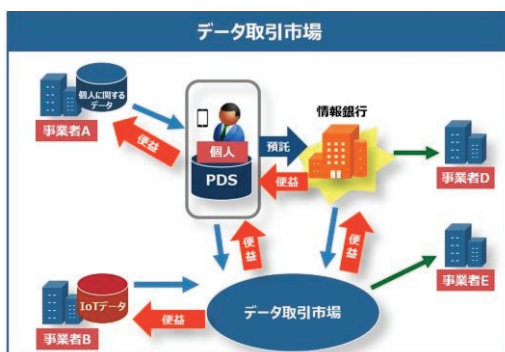 データ取引市場
個人に関する
データ
事業者A
便益
個人
PDS
預託
便益
情報銀行
事業者D
便益
便益
IoTデータ
事業者B
便益
データ取引市場
事業者E